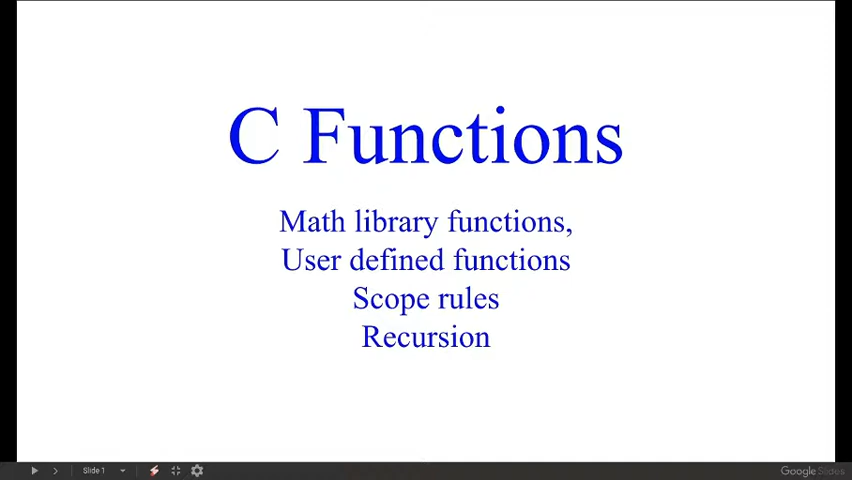 C Functions
Math library functions,
User defined functions
Scope rules
Recursion
Slide 1
Google Slides